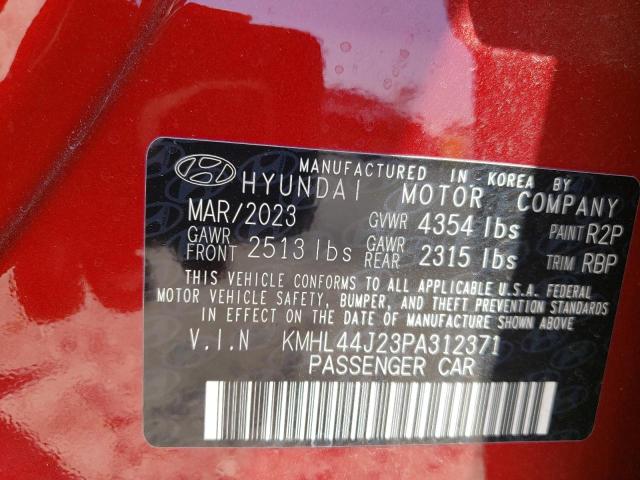 MANUFACTURED IN KOREA BY
HYUNDAI MOTOR COMPANY
MAR/2023 GVWR 4354 lbs PAINT R2P
GAWR FRONT 2513 lbs GAWR REAR 2315 lbs TRIM RBP
THIS VEHICLE CONFORMS TO ALL APPLICABLE U.S.A. FEDERAL
MOTOR VEHICLE SAFETY, BUMPER, AND THEFT PREVENTION STANDARDS
IN EFFECT ON THE DATE OF MANUFACTURE SHOWN ABOVE.
V.I.N KMHL44J23PA312371
PASSENGER CAR